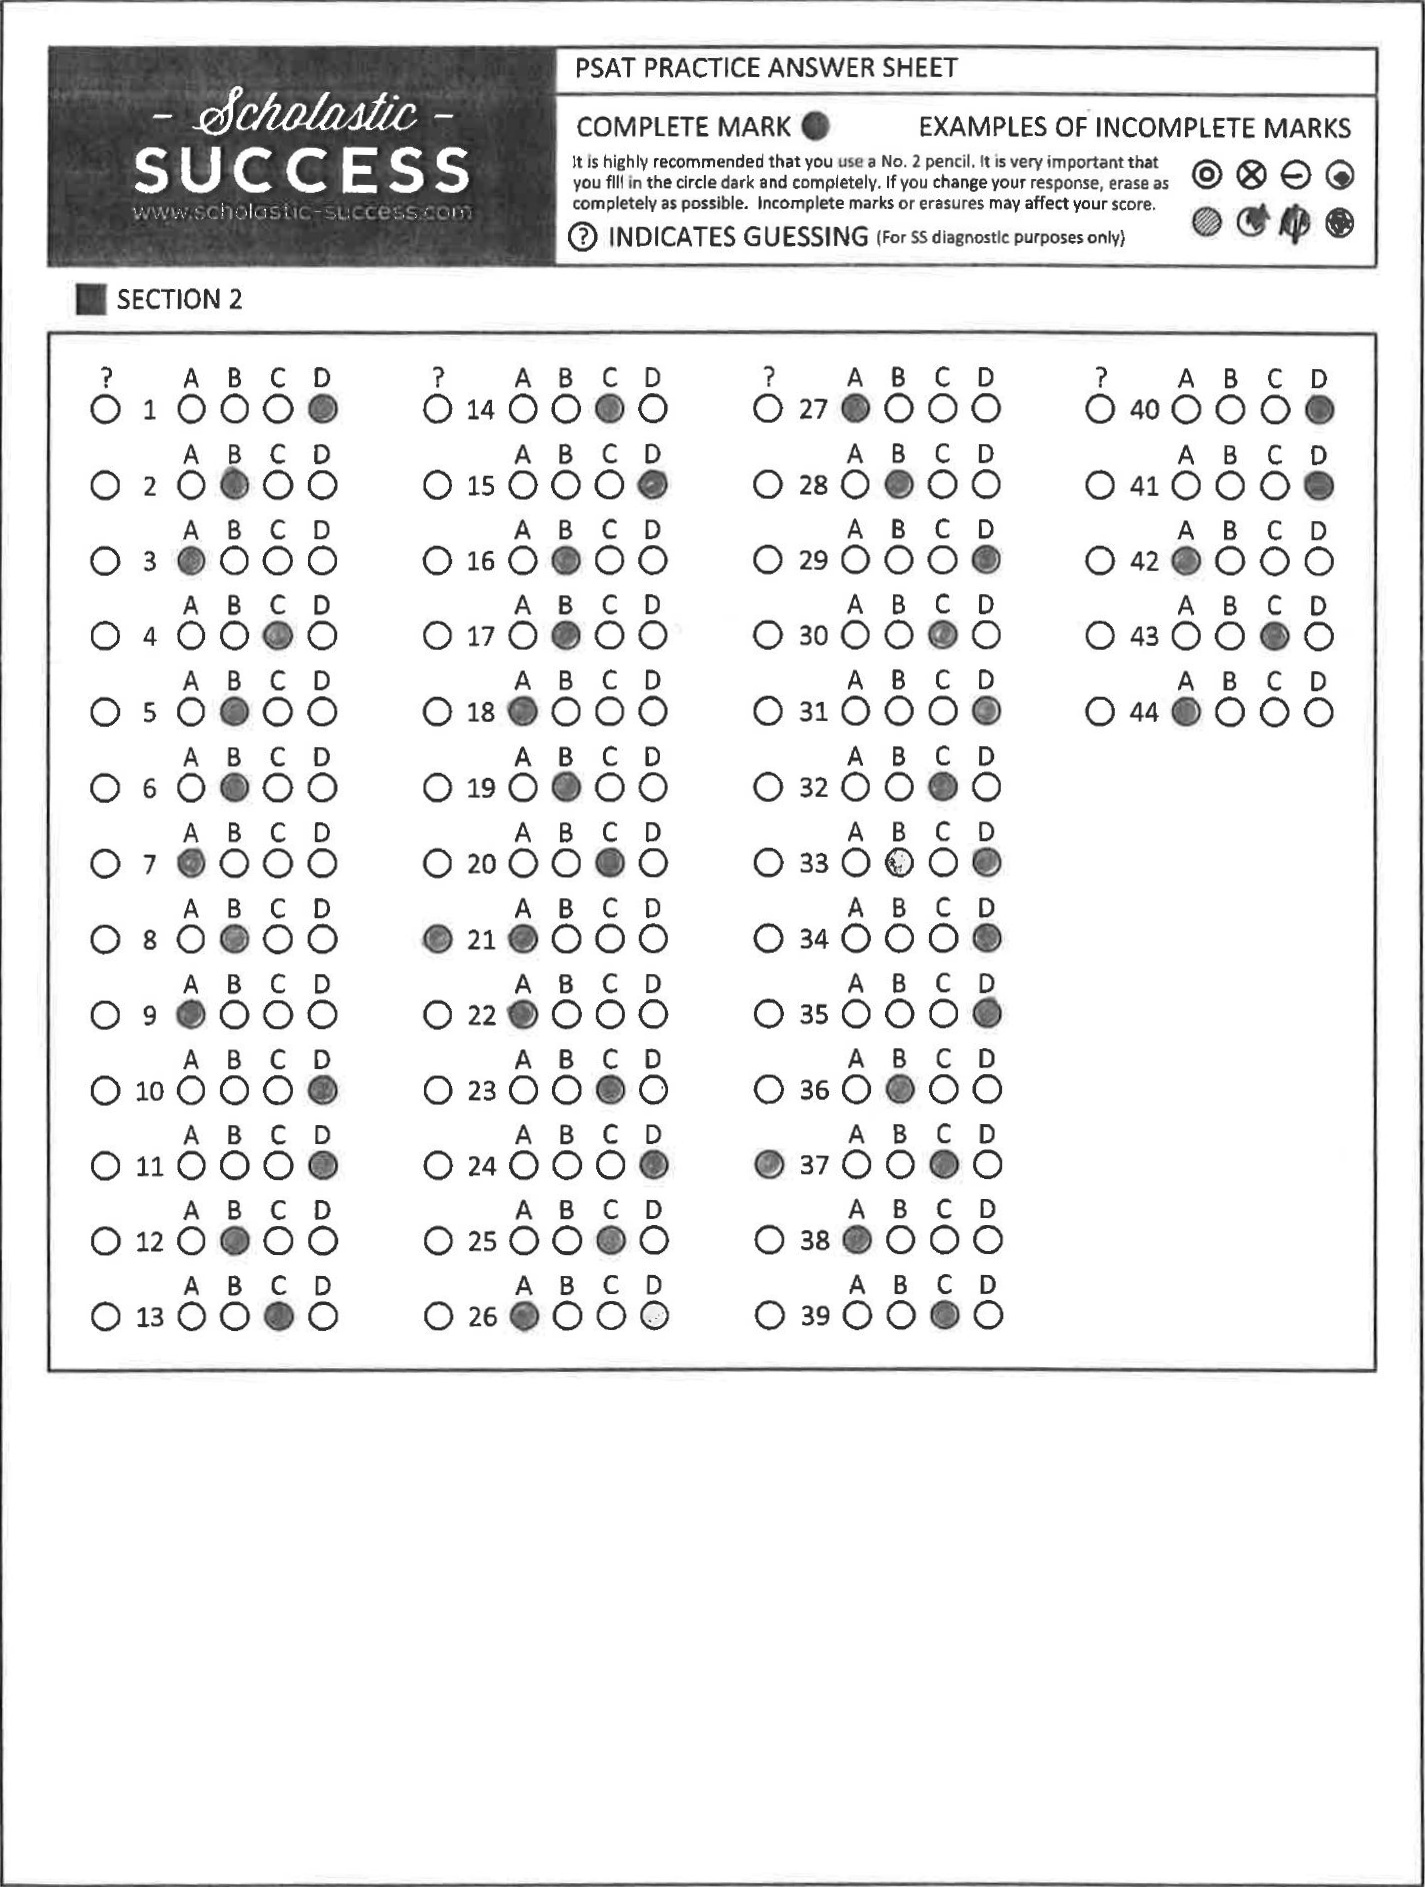 - Scholastic -
SUCCESS
www.scholastic-success.com
PSAT PRACTICE ANSWER SHEET
COMPLETE MARK
EXAMPLES OF INCOMPLETE MARKS
It is highly recommended that you use a No. 2 pencil. It is very important that
you fill in the circle dark and completely. If you change your response, erase as
completely as possible. Incomplete marks or erasures may affect your score.
? INDICATES GUESSING (For SS diagnostic purposes only)
SECTION 2
? A B C D
1
A B C D
2
A B C D
3
A B C D
4
A B C D
5
A B C D
6
A B C D
7
A B C D
8
A B C D
9
A B C D
10
A B C D
11
A B C D
12
A B C D
13
? A B C D
14
A B C D
15
A B C D
16
A B C D
17
A B C D
18
A B C D
19
A B C D
20
A B C D
21
A B C D
22
A B C D
23
A B C D
24
A B C D
25
A B C D
26
? A B C D
27
A B C D
28
A B C D
29
A B C D
30
A B C D
31
A B C D
32
A B C D
33
A B C D
34
A B C D
35
A B C D
36
A B C D
37
A B C D
38
A B C D
39
? A B C D
40
A B C D
41
A B C D
42
A B C D
43
A B C D
44